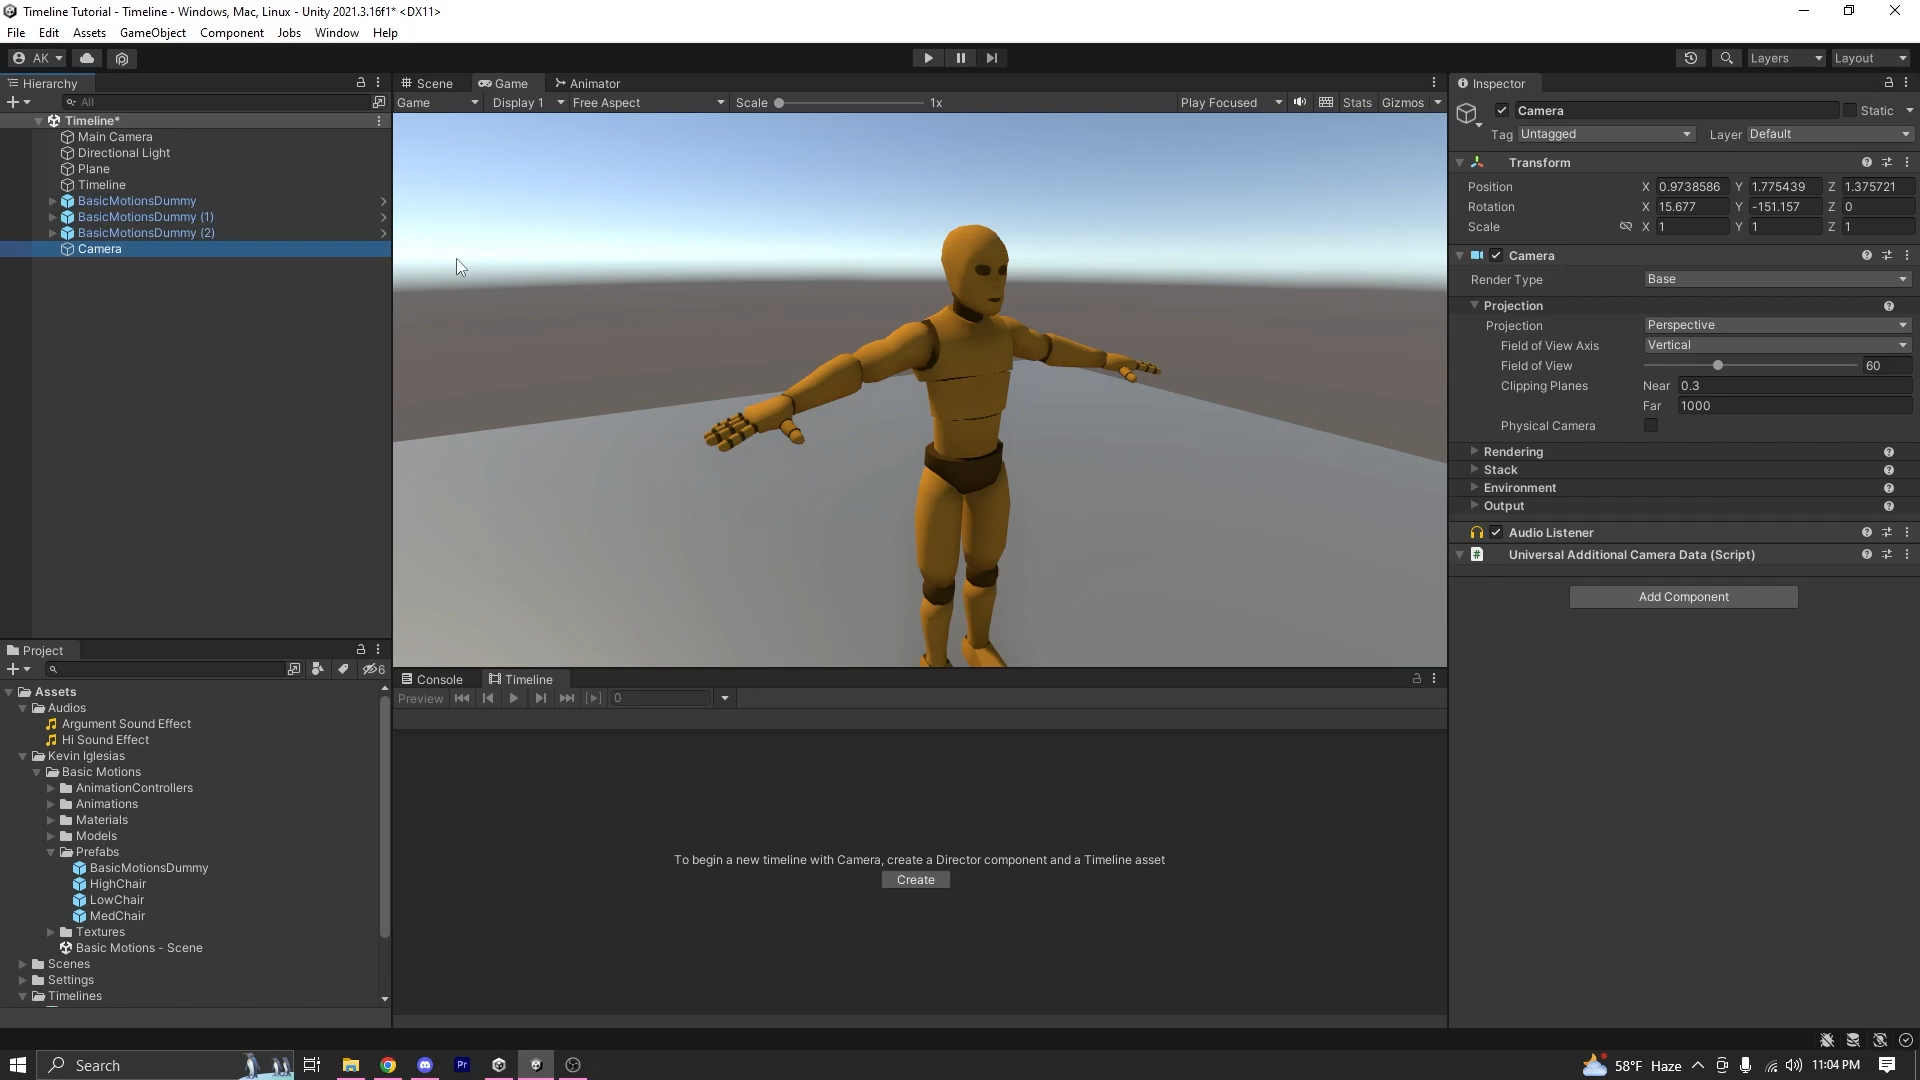 Timeline Tutorial - Timeline - Windows, Mac, Linux - Unity 2021.3.16f1* <DX11>
File Edit Assets GameObject Component Jobs Window Help
AK Layers Layout
Hierarchy
All
Timeline*
Main Camera
Directional Light
Plane
Timeline
BasicMotionsDummy
BasicMotionsDummy (1)
BasicMotionsDummy (2)
Camera
Scene Game Animator
Game Display 1 Free Aspect Scale 1x Play Focused Stats Gizmos
Inspector
Camera Static
Tag Untagged Layer Default
Transform
Position X 0.9738586 Y 1.775439 Z 1.375721
Rotation X 15.677 Y -151.157 Z 0
Scale X 1 Y 1 Z 1
Camera
Render Type Base
Projection
Projection Perspective
Field of View Axis Vertical
Field of View 60
Clipping Planes Near 0.3
Far 1000
Physical Camera
Rendering
Stack
Environment
Output
Audio Listener
# Universal Additional Camera Data (Script)
Add Component
Project
6
Assets
Audios
Argument Sound Effect
Hi Sound Effect
Kevin Iglesias
Basic Motions
AnimationControllers
Animations
Materials
Models
Prefabs
BasicMotionsDummy
HighChair
LowChair
MedChair
Textures
Basic Motions - Scene
Scenes
Settings
Timelines
Console Timeline
Preview 0
To begin a new timeline with Camera, create a Director component and a Timeline asset
Create
Search Pr 58°F Haze 11:04 PM